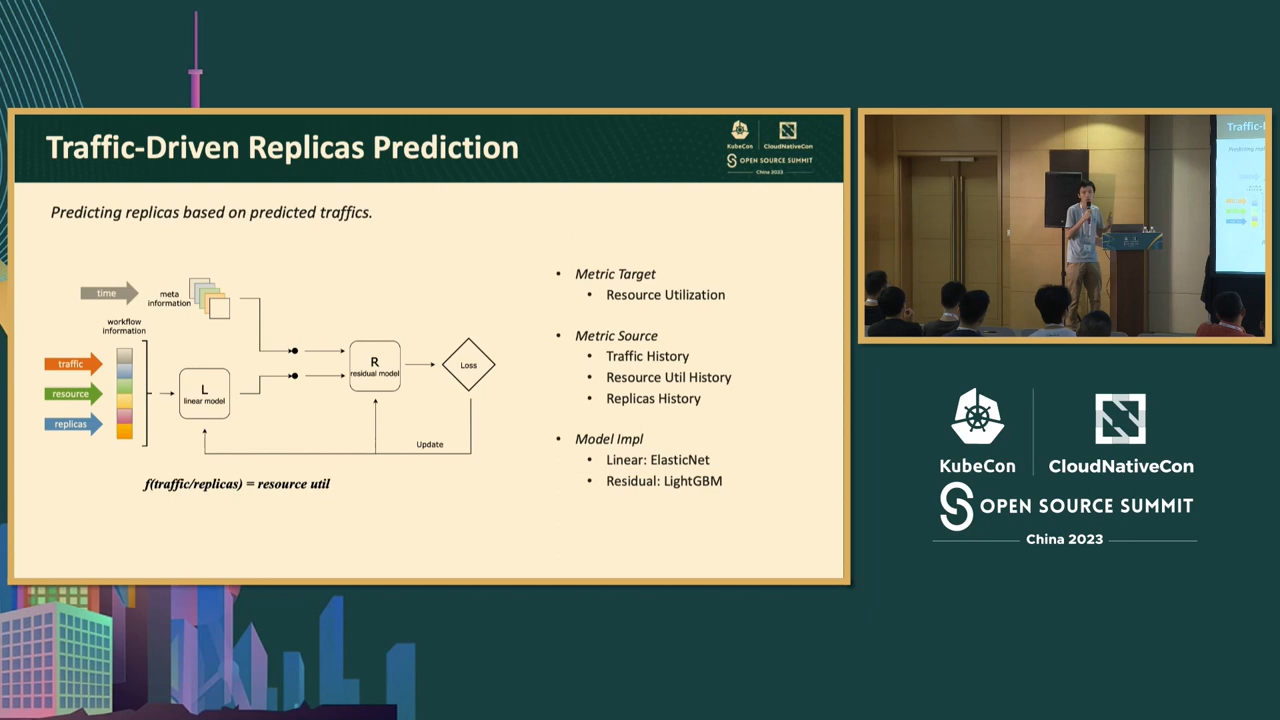 Traffic-Driven Replicas Prediction
KubeCon
CloudNativeCon
OPEN SOURCE SUMMIT
China 2023
Predicting replicas based on predicted traffics.
time
meta
information
workflow
information
traffic
resource
replicas
L
linear model
R
residual model
Loss
Update
f(traffic/replicas) = resource util
• Metric Target
• Resource Utilization
• Metric Source
• Traffic History
• Resource Util History
• Replicas History
• Model Impl
• Linear: ElasticNet
• Residual: LightGBM
Traffic-
KubeCon
CloudNativeCon
OPEN SOURCE SUMMIT
China 2023